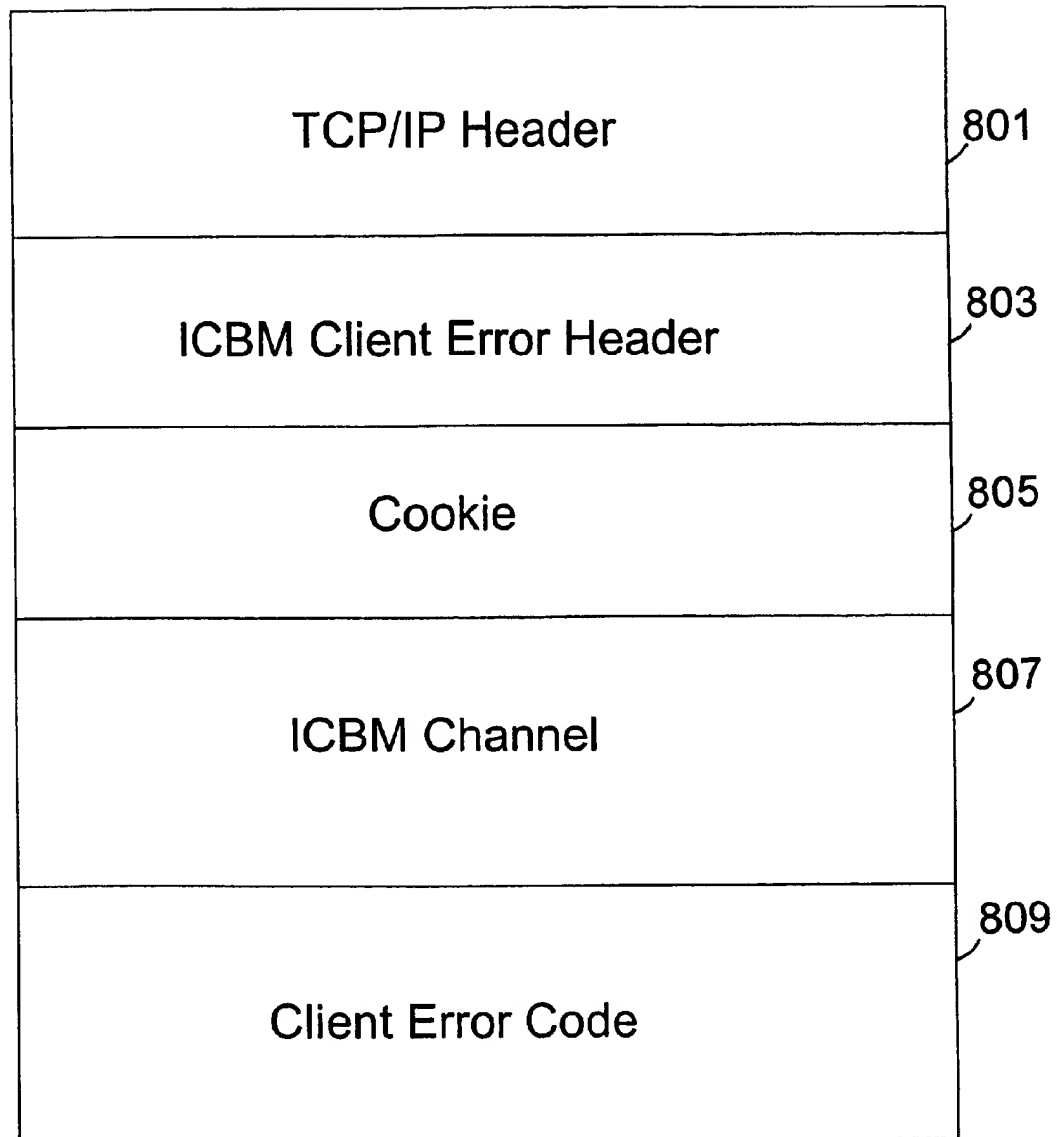 TCP/IP Header
801
ICBM Client Error Header
803
Cookie
805
ICBM Channel
807
Client Error Code
809